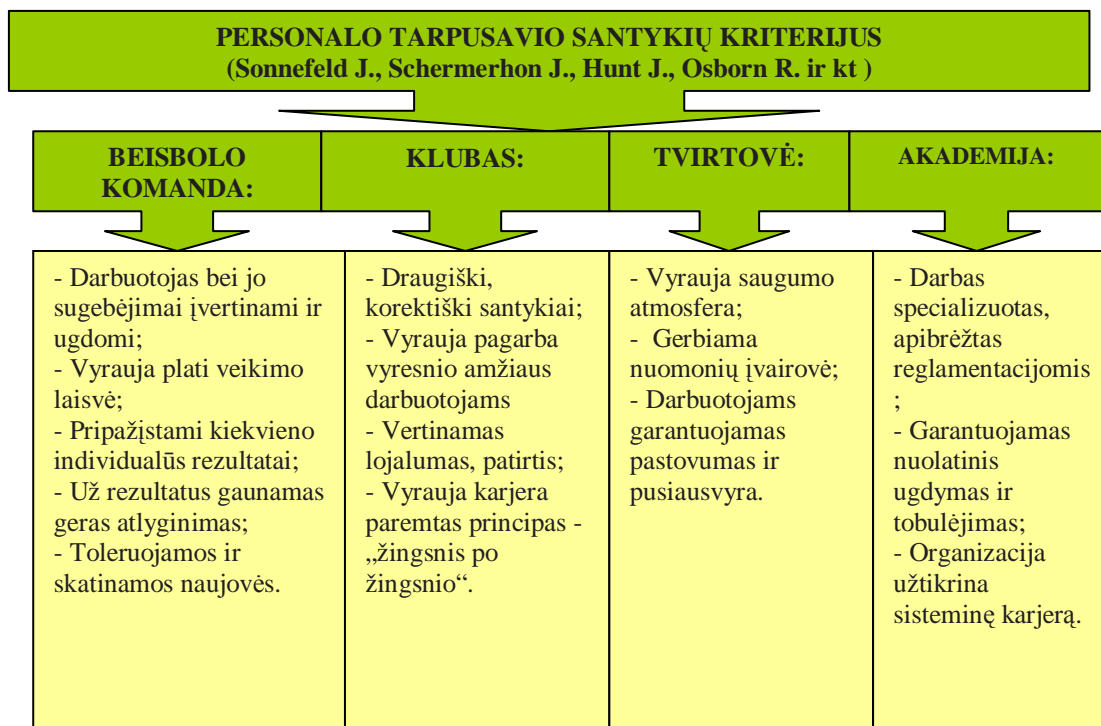 PERSONALO TARPUSAVIO SANTYKIŲ KRITERIJUS
(Sonnefeld J., Schermerhon J., Hunt J., Osborn R. ir kt )
BEISBOLO
KOMANDA:
KLUBAS:
TVIRTOVĖ:
AKADEMIJA:
- Darbuotojas bei jo
sugebėjimai įvertinami ir
ugdomi;
- Vyrauja plati veikimo
laisvė;
- Pripažįstami kiekvieno
individualūs rezultatai;
- Už rezultatus gaunamas
geras atlyginimas;
- Toleruojamos ir
skatinamos naujovės.
- Draugiški,
korektiški santykiai;
- Vyrauja pagarba
vyresnio amžiaus
darbuotojams
- Vertinamas
lojalumas, patirtis;
- Vyrauja karjera
paremtas principas -
„žingsnis po
žingsnio“.
- Vyrauja saugumo
atmosfera;
- Gerbiama
nuomonių įvairovė;
- Darbuotojams
garantuojamas
pastovumas ir
pusiausvyra.
- Darbas
specializuotas,
apibrėžtas
reglamentacijomis
;
- Garantuojamas
nuolatinis
ugdymas ir
tobulėjimas;
- Organizacija
užtikrina
sisteminę karjerą.